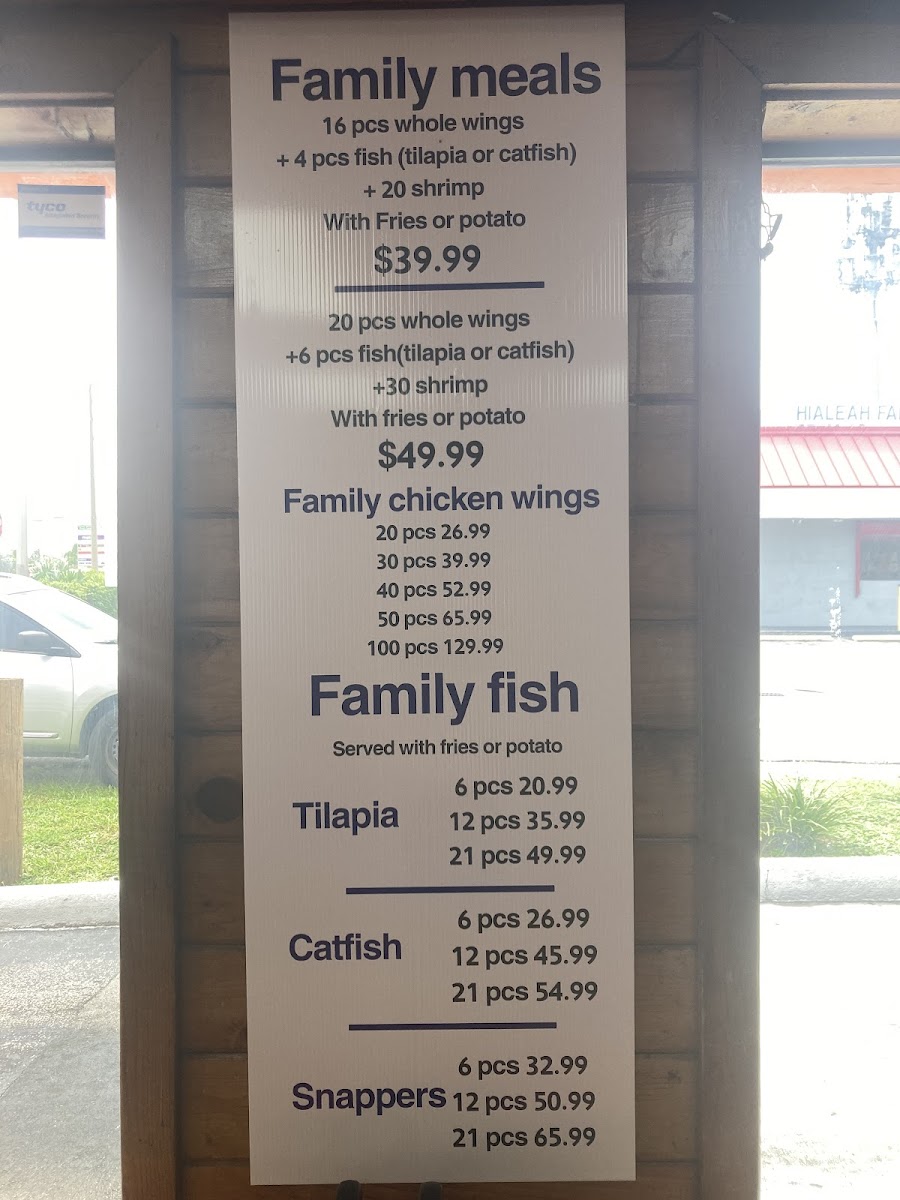 Family meals
16 pcs whole wings
+ 4 pcs fish (tilapia or catfish)
+ 20 shrimp
With Fries or potato
$39.99
20 pcs whole wings
+6 pcs fish(tilapia or catfish)
+30 shrimp
With fries or potato
$49.99
Family chicken wings
20 pcs 26.99
30 pcs 39.99
40 pcs 52.99
50 pcs 65.99
100 pcs 129.99
Family fish
Served with fries or potato
Tilapia
6 pcs 20.99
12 pcs 35.99
21 pcs 49.99
Catfish
6 pcs 26.99
12 pcs 45.99
21 pcs 54.99
Snappers
6 pcs 32.99
12 pcs 50.99
21 pcs 65.99
tyco
HIALEAH